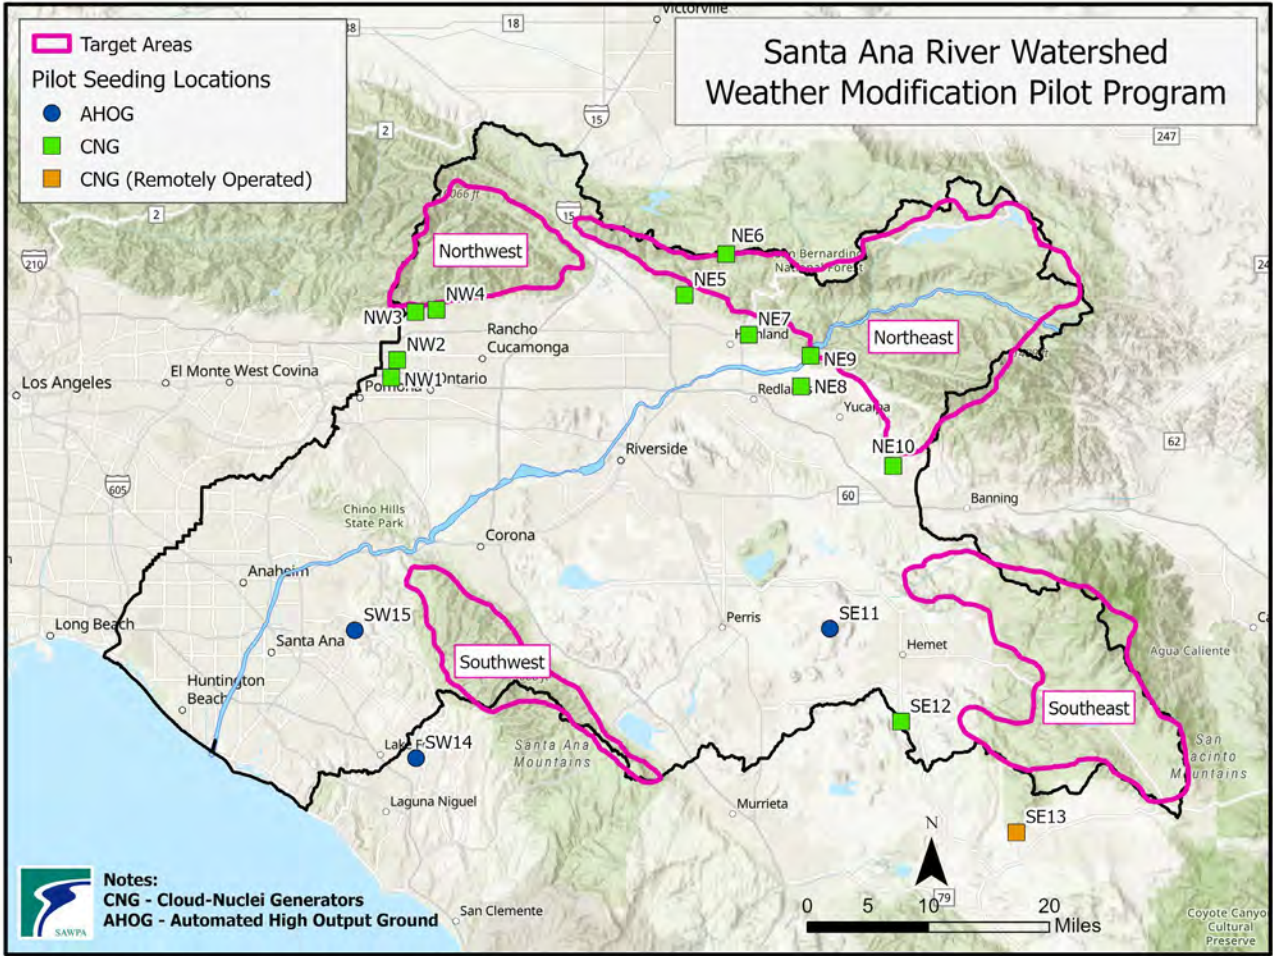 Victorville
18
Target Areas
Pilot Seeding Locations
AHOG
CNG
CNG (Remotely Operated)
Santa Ana River Watershed
Weather Modification Pilot Program
15
2
247
2
15
210
Northwest
NE6
National Forest
NE5
NW4
NW3
NE7
Rancho
Cucamonga
Northeast
NW2
NE9
El Monte
West Covina
Los Angeles
NW1
Ontario
NE8
Yucaipa
Riverside
NE10
62
605
60
Banning
Chino Hills
State Park
Corona
Anaheim
Long Beach
SW15
Santa Ana
Perris
SE11
Hemet
Agua Caliente
Southwest
Huntington
Beach
Southeast
SE12
SW14
Santa Ana
Mountains
San
Jacinto
Mountains
Laguna Niguel
Murrieta
SE13
N
79
0 5 10 20
Miles
San Clemente
Coyote Canyo
Cultural
Preserve
SAWPA
Notes:
CNG - Cloud-Nuclei Generators
AHOG - Automated High Output Ground